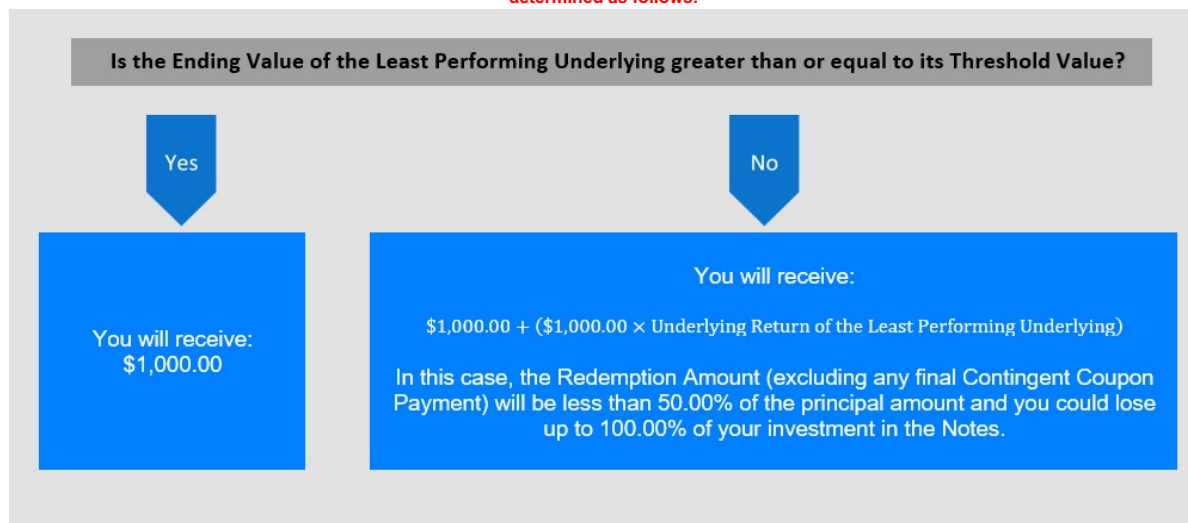 determined as follows:
Is the Ending Value of the Least Performing Underlying greater than or equal to its Threshold Value?
Yes
No
You will receive:
$1,000.00
You will receive:
$1,000.00 + ($1,000.00 × Underlying Return of the Least Performing Underlying)
In this case, the Redemption Amount (excluding any final Contingent Coupon
Payment) will be less than 50.00% of the principal amount and you could lose
up to 100.00% of your investment in the Notes.